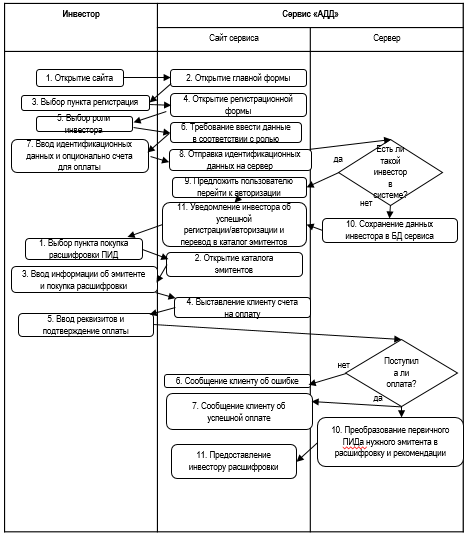 Инвестор
Сервис «АДД»
Сайт сервиса
Сервер
1. Открытие сайта
2. Открытие главной формы
3. Выбор пункта регистрация
4. Открытие регистрационной
формы
5. Выбор роли
инвестора
6. Требование ввести данные
в соответствии с ролью
7. Ввод идентификационных
данных и опционально счета
для оплаты
8. Отправка идентификационных
данных на сервер
да
Есть ли
такой
инвестор
в
системе?
нет
9. Предложить пользователю
перейти к авторизации
10. Сохранение данных
инвестора в БД сервиса
11. Уведомление инвестора об
успешной
регистрации/авторизации и
перевод в каталог эмитентов
1. Выбор пункта покупка
расшифровки ПИД
2. Открытие каталога
эмитентов
3. Ввод информации об эмитенте
и покупка расшифровки
4. Выставление клиенту счета
на оплату
5. Ввод реквизитов и
подтверждение оплаты
нет
Поступил
а ли
оплата?
да
6. Сообщение клиенту об ошибке
7. Сообщение клиенту об
успешной оплате
10. Преобразование первичного
ПИДа нужного эмитента в
расшифровку и рекомендации
11. Предоставление
инвестору расшифровки